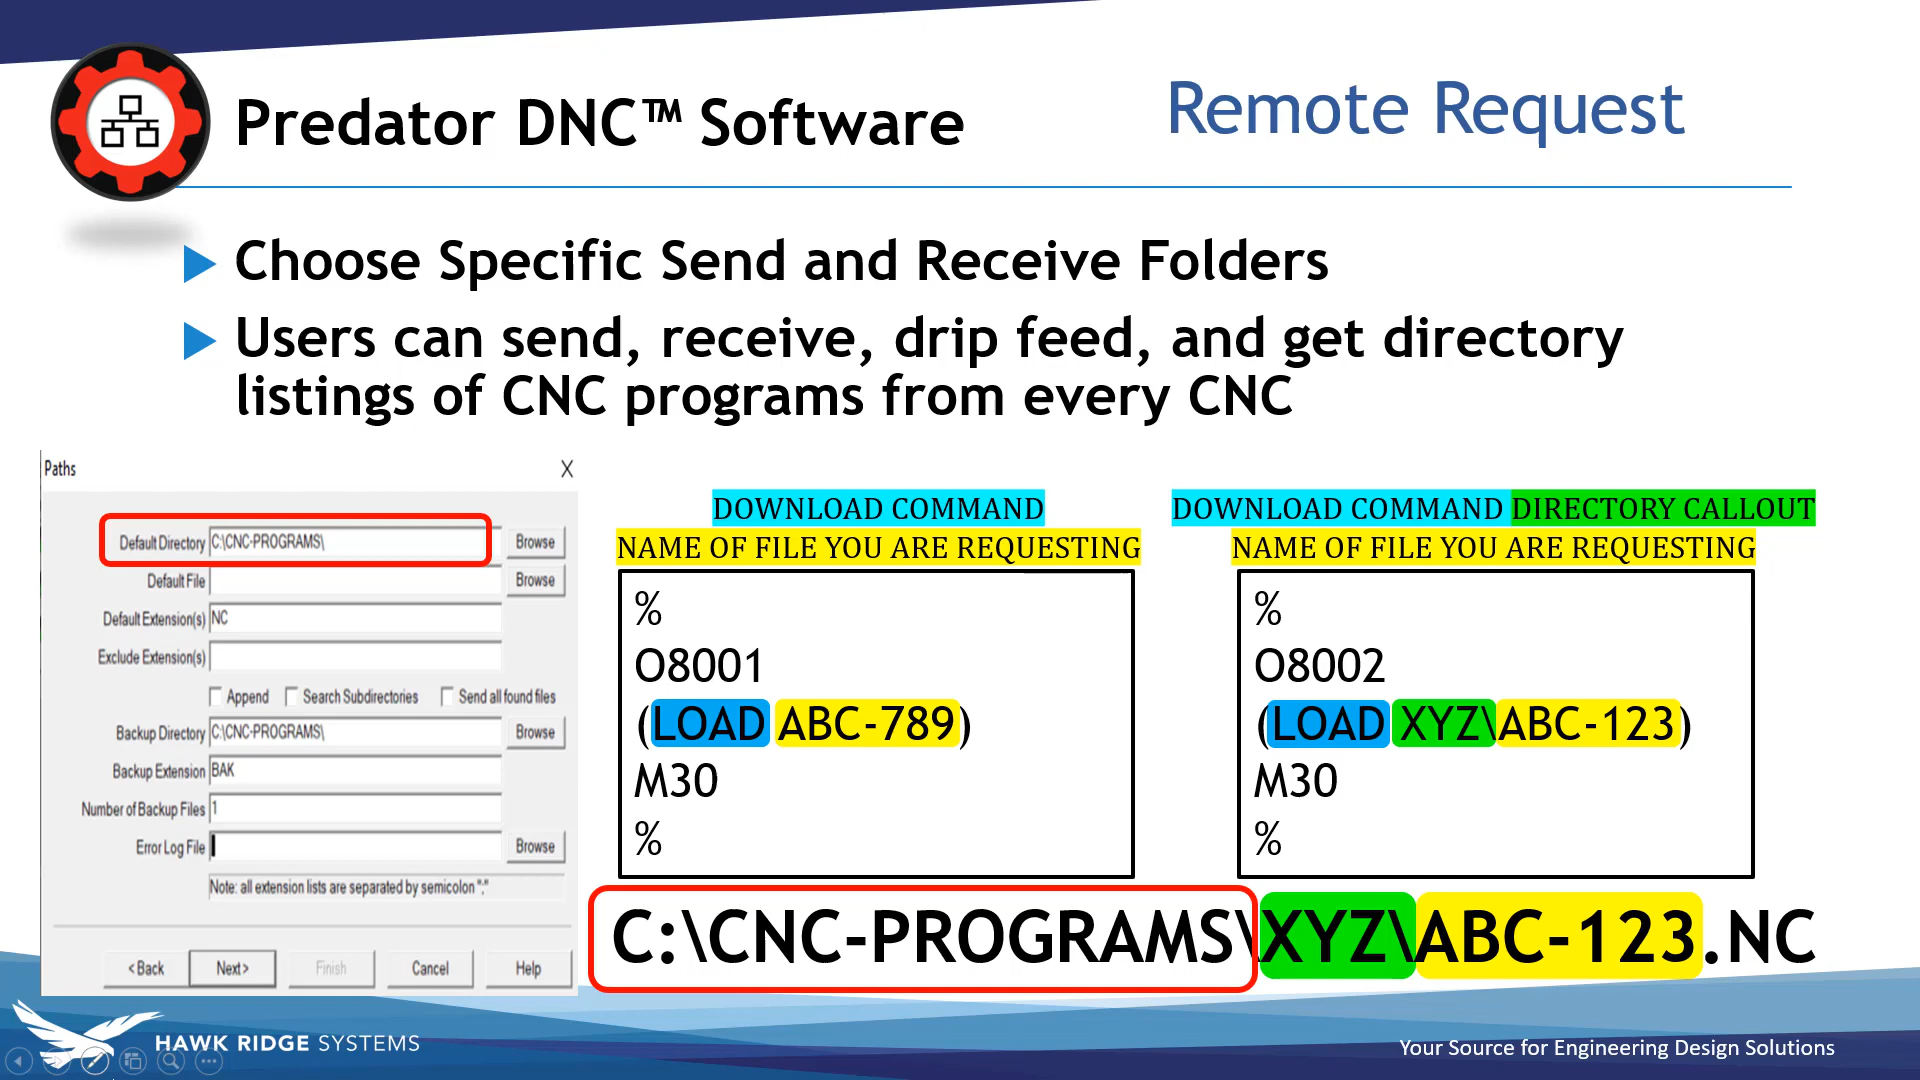 Predator DNC™ Software
Remote Request
Choose Specific Send and Receive Folders
Users can send, receive, drip feed, and get directory
listings of CNC programs from every CNC
Paths
X
Default Directory C:\CNC-PROGRAMS\ Browse
Default File Browse
Default Extension(s) NC
Exclude Extension(s)
Append Search Subdirectories Send all found files
Backup Directory C:\CNC-PROGRAMS\ Browse
Backup Extension BAK
Number of Backup Files 1
Error Log File Browse
Note: all extension lists are separated by semicolon ";"
<Back Next> Finish Cancel Help
DOWNLOAD COMMAND
NAME OF FILE YOU ARE REQUESTING
%
O8001
(LOAD ABC-789)
M30
%
DOWNLOAD COMMAND DIRECTORY CALLOUT
NAME OF FILE YOU ARE REQUESTING
%
O8002
(LOAD XYZ\ABC-123)
M30
%
C:\CNC-PROGRAMS\XYZ\ABC-123.NC
HAWK RIDGE SYSTEMS
Your Source for Engineering Design Solutions